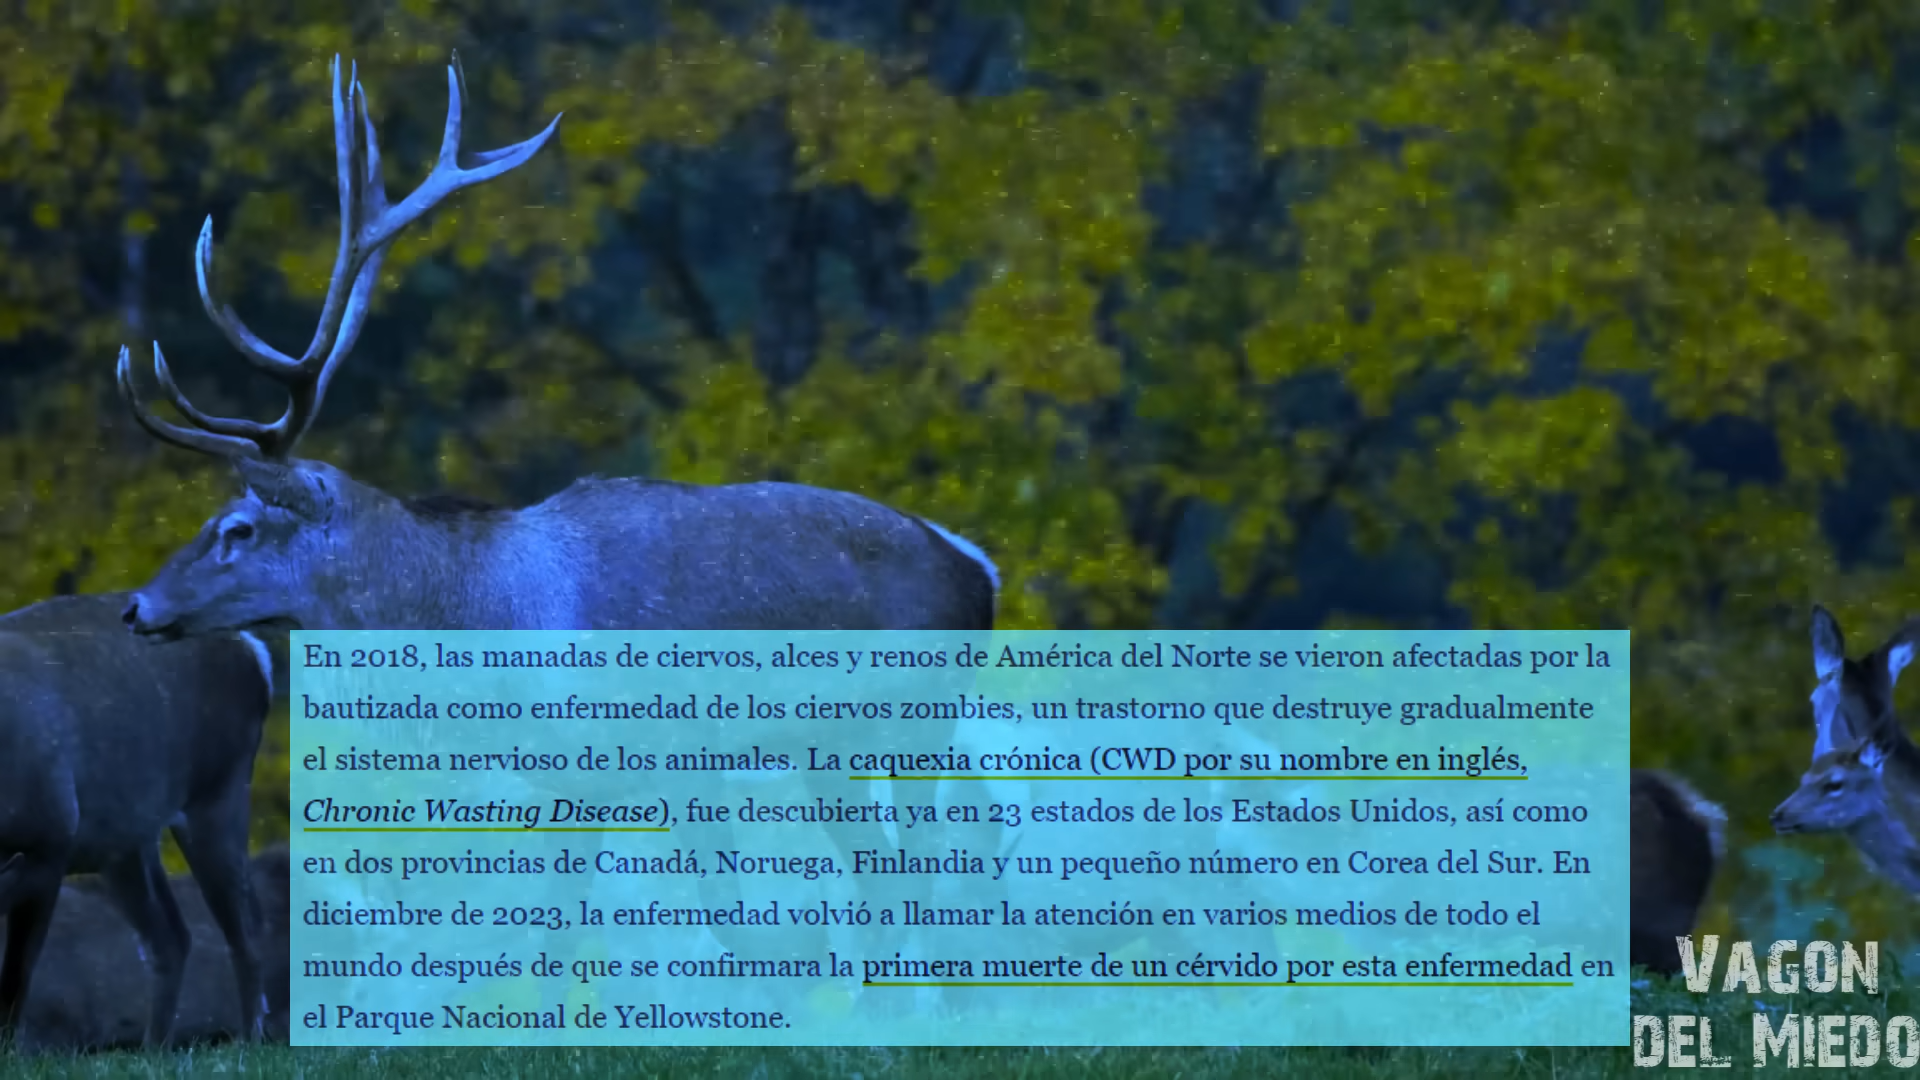 En 2018, las manadas de ciervos, alces y renos de América del Norte se vieron afectadas por la
bautizada como enfermedad de los ciervos zombies, un trastorno que destruye gradualmente
el sistema nervioso de los animales. La caquexia crónica (CWD por su nombre en inglés,
Chronic Wasting Disease), fue descubierta ya en 23 estados de los Estados Unidos, así como
en dos provincias de Canadá, Noruega, Finlandia y un pequeño número en Corea del Sur. En
diciembre de 2023, la enfermedad volvió a llamar la atención en varios medios de todo el
mundo después de que se confirmara la primera muerte de un cérvido por esta enfermedad en
el Parque Nacional de Yellowstone.
VAGON
DEL MIEDO